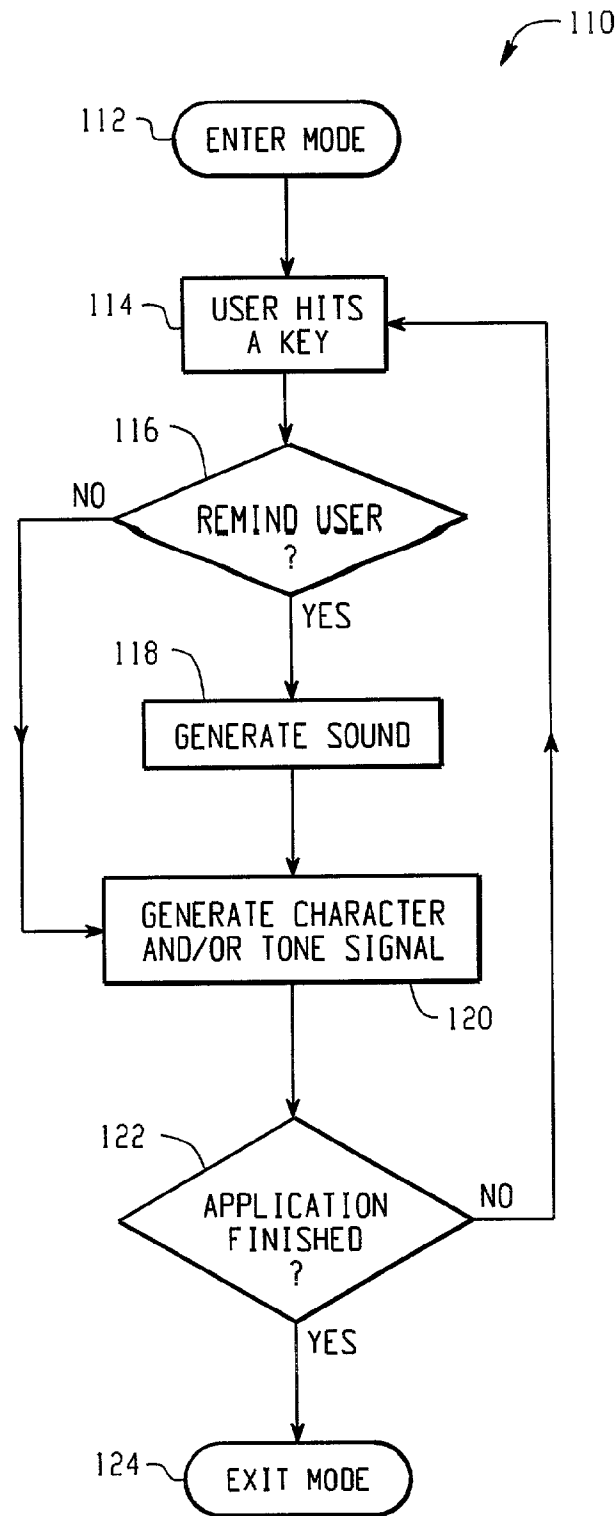 110
112
ENTER MODE
114
USER HITS
A KEY
116
NO
REMIND USER
?
YES
118
GENERATE SOUND
GENERATE CHARACTER
AND/OR TONE SIGNAL
120
122
APPLICATION
FINISHED
?
NO
YES
124
EXIT MODE